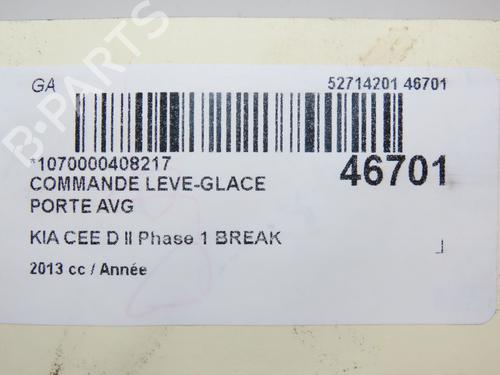 GA
52714201 46701
*1070000408217
46701
COMMANDE LEVE-GLACE
PORTE AVG
KIA CEE D II Phase 1 BREAK
2013 cc / Année
B-PARTS